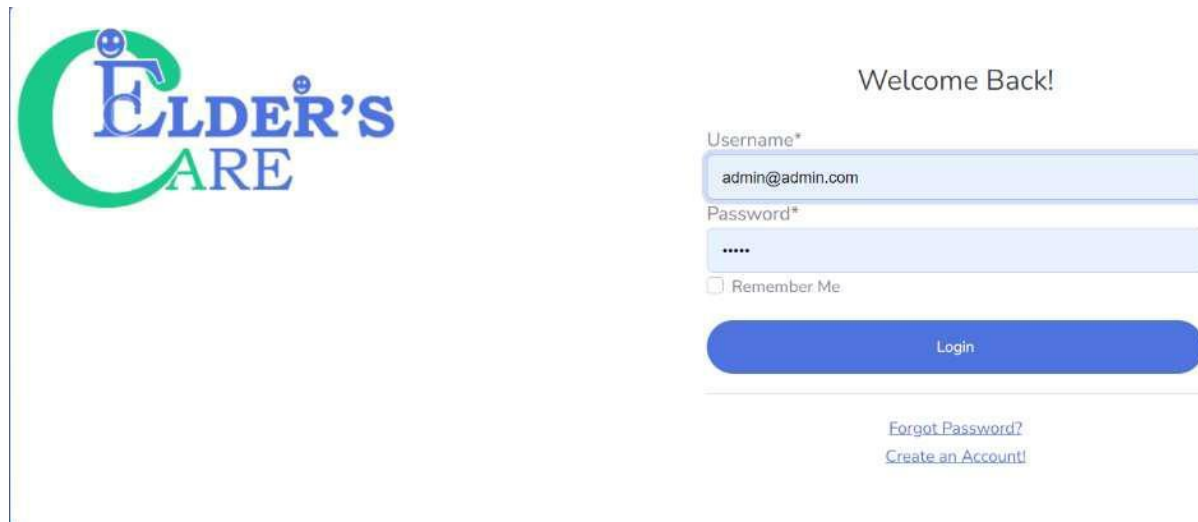 ELDER'S
CARE
Welcome Back!
Username*
admin@admin.com
Password*
•••••
Remember Me
Login
Forgot Password?
Create an Account!